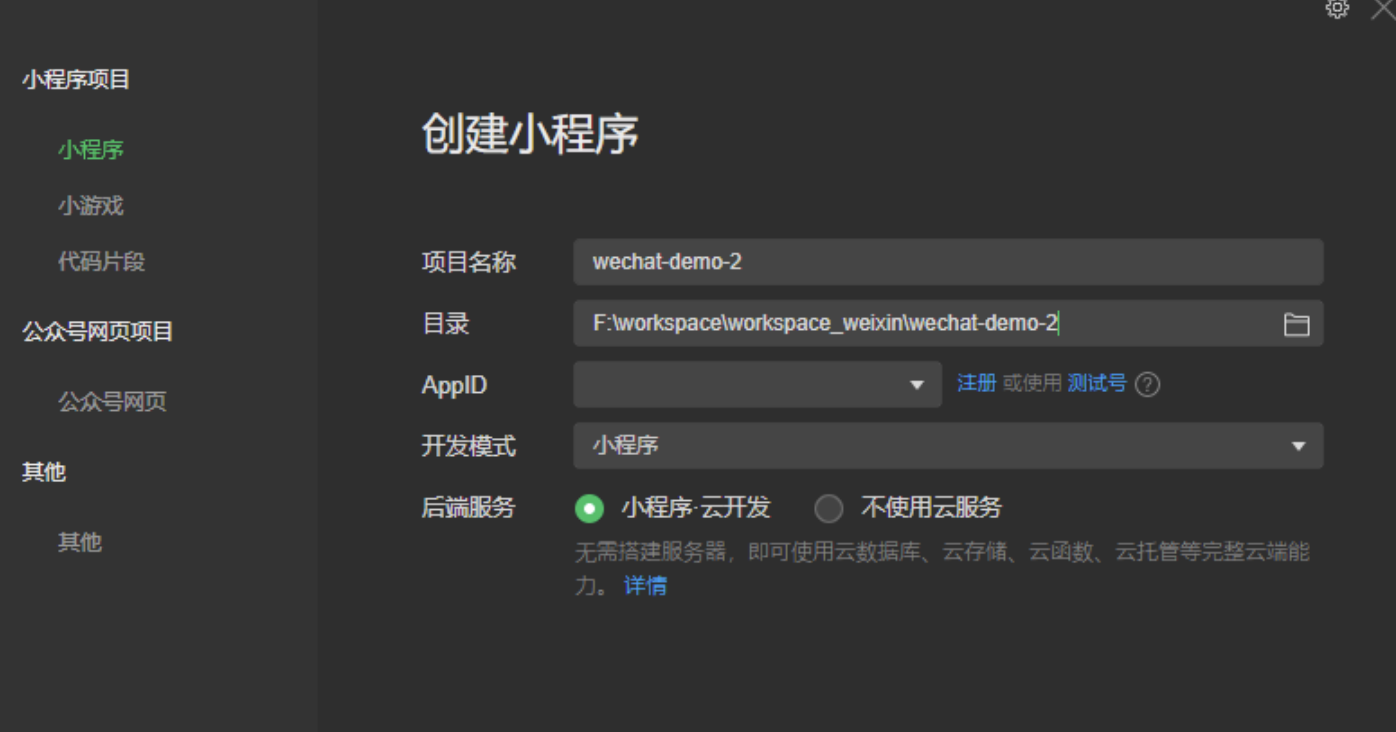 小程序项目
小程序
小游戏
代码片段
公众号网页项目
公众号网页
其他
其他
创建小程序
项目名称 wechat-demo-2
目录 F:\workspace\workspace_weixin\wechat-demo-2
AppID 注册 或使用 测试号 ?
开发模式 小程序
后端服务 小程序·云开发 不使用云服务
无需搭建服务器，即可使用云数据库、云存储、云函数、云托管等完整云端能
力。 详情